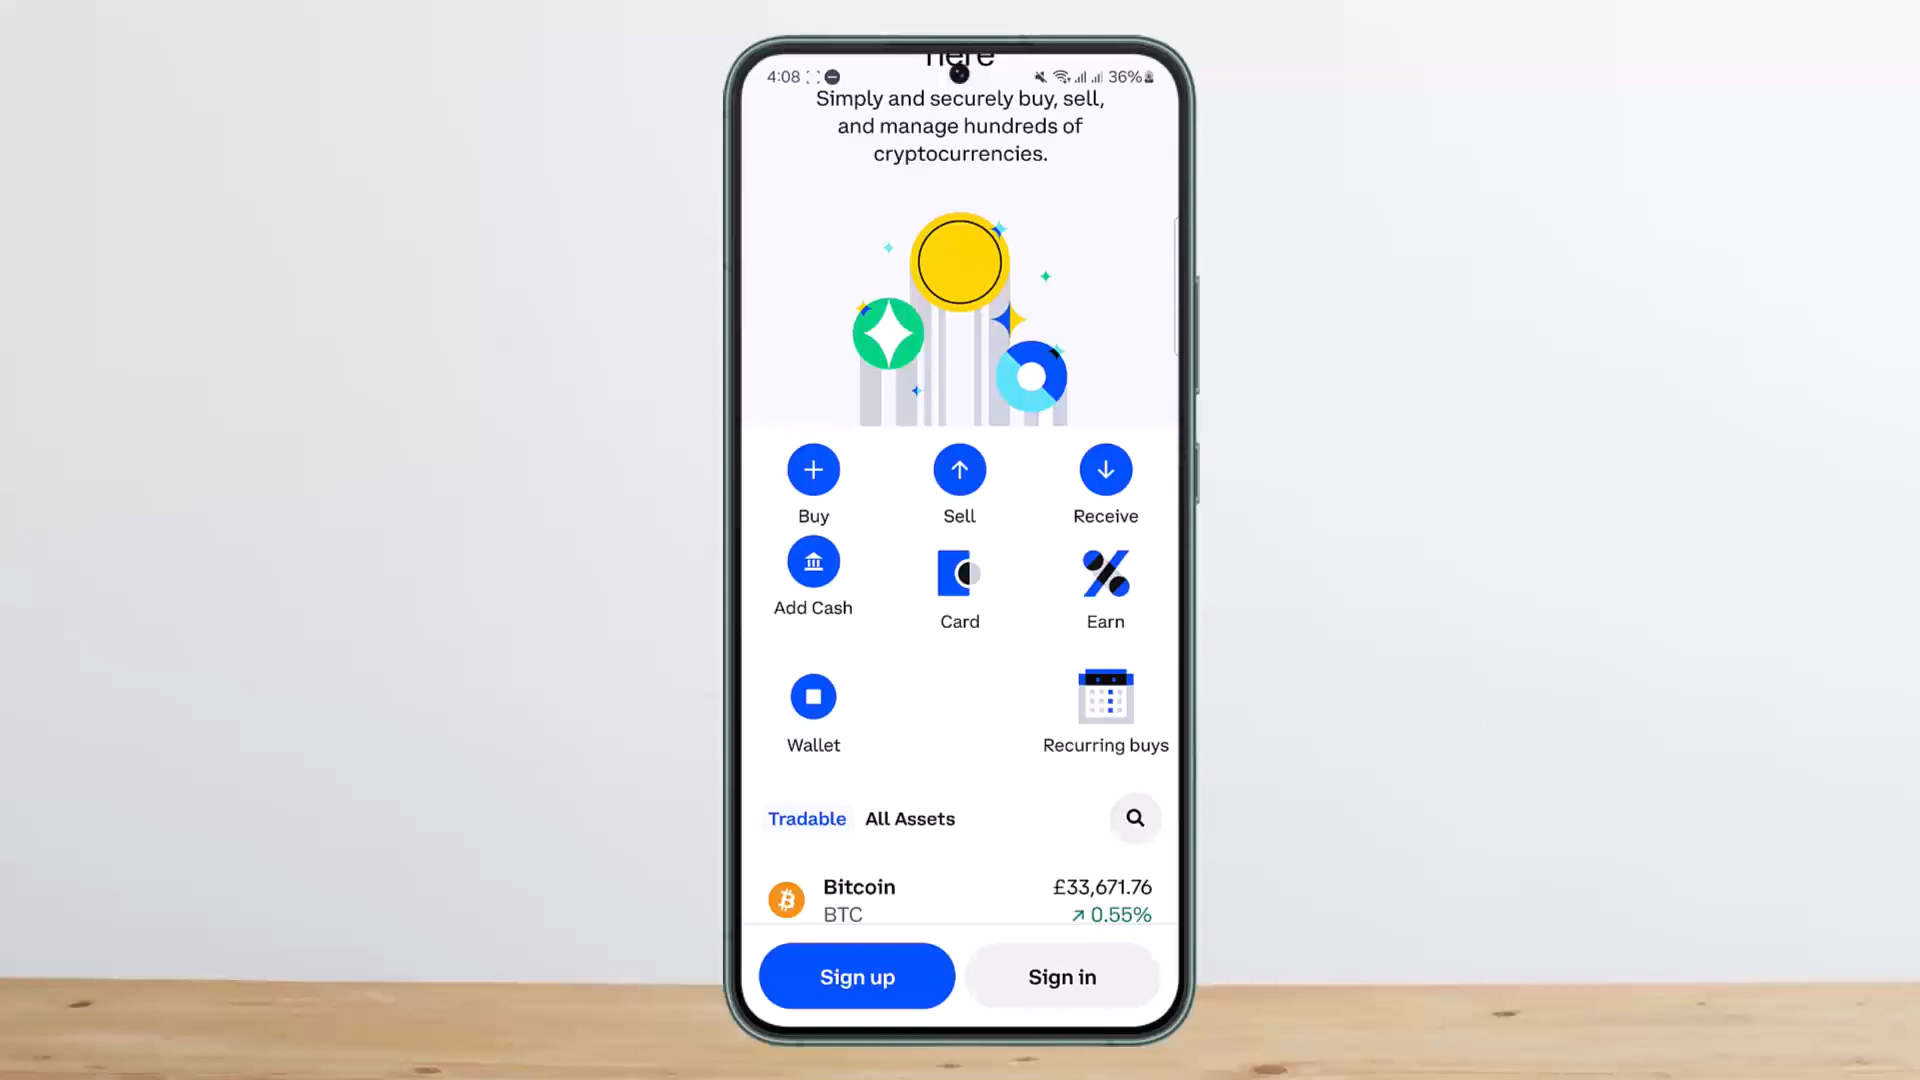 here
4:08 36%
Simply and securely buy, sell,
and manage hundreds of
cryptocurrencies.
Buy Sell Receive
Add Cash Card Earn
Wallet Recurring buys
Tradable All Assets
Bitcoin £33,671.76
BTC 0.55%
Sign up Sign in